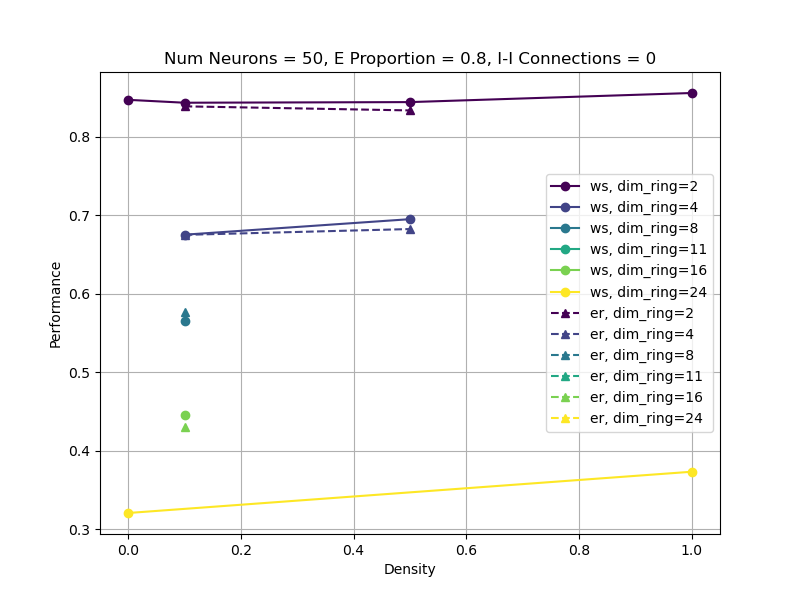 Num Neurons = 50, E Proportion = 0.8, I-I Connections = 0
Performance
0.8
0.7
0.6
0.5
0.4
0.3
ws, dim_ring=2
ws, dim_ring=4
ws, dim_ring=8
ws, dim_ring=11
ws, dim_ring=16
ws, dim_ring=24
er, dim_ring=2
er, dim_ring=4
er, dim_ring=8
er, dim_ring=11
er, dim_ring=16
er, dim_ring=24
0.0 0.2 0.4 0.6 0.8 1.0
Density